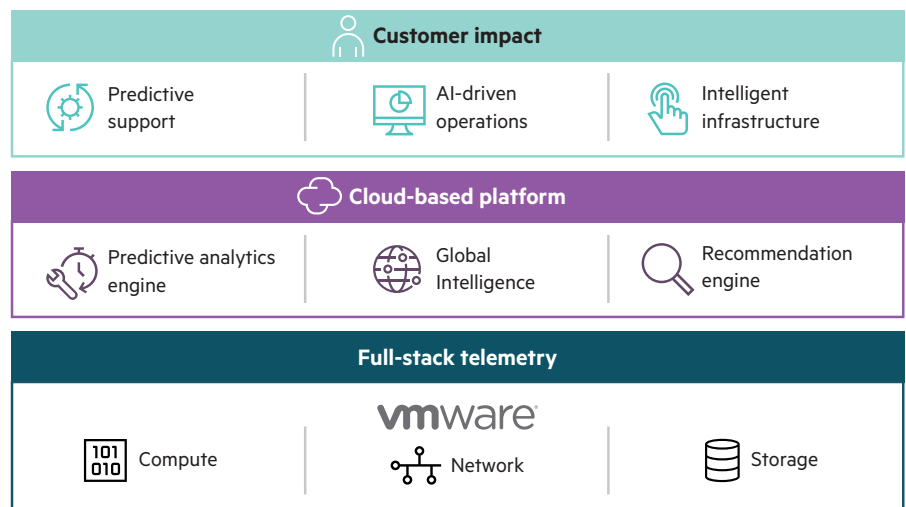 Customer impact
Predictive
support
AI-driven
operations
Intelligent
infrastructure
Cloud-based platform
Predictive analytics
engine
Global
Intelligence
Recommendation
engine
Full-stack telemetry
vmware
101
010
Compute
Network
Storage